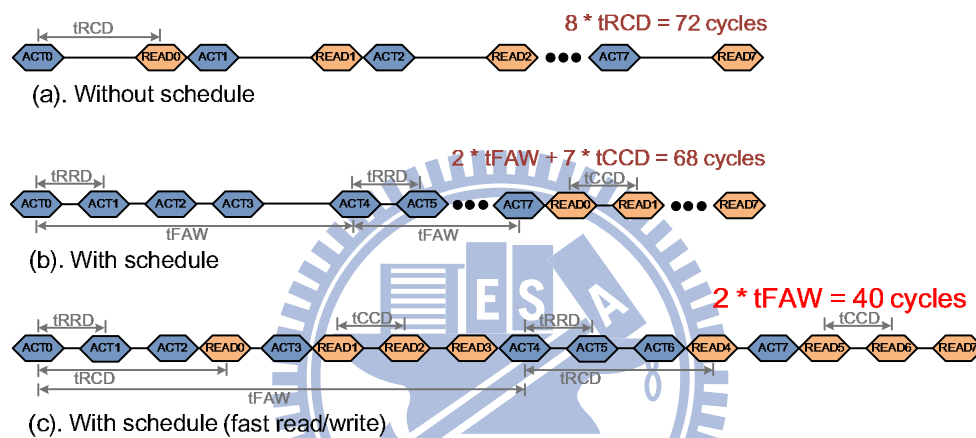 8 * tRCD = 72 cycles
tRCD
ACT0 READ0 ACT1 READ1 ACT2 READ2 ●●● ACT7 READ7
(a). Without schedule
2 * tFAW + 7 * tCCD = 68 cycles
tRRD tRRD tCCD
ACT0 ACT1 ACT2 ACT3 ACT4 ACT5 ●●● ACT7 READ0 READ1 ●●● READ7
tFAW tFAW
(b). With schedule
E S A
2 * tFAW = 40 cycles
tRRD tCCD tRRD tCCD
ACT0 ACT1 ACT2 READ0 ACT3 READ1 READ2 READ3 ACT4 ACT5 ACT6 READ4 ACT7 READ5 READ6 READ7
tRCD tRCD
tFAW
(c). With schedule (fast read/write)